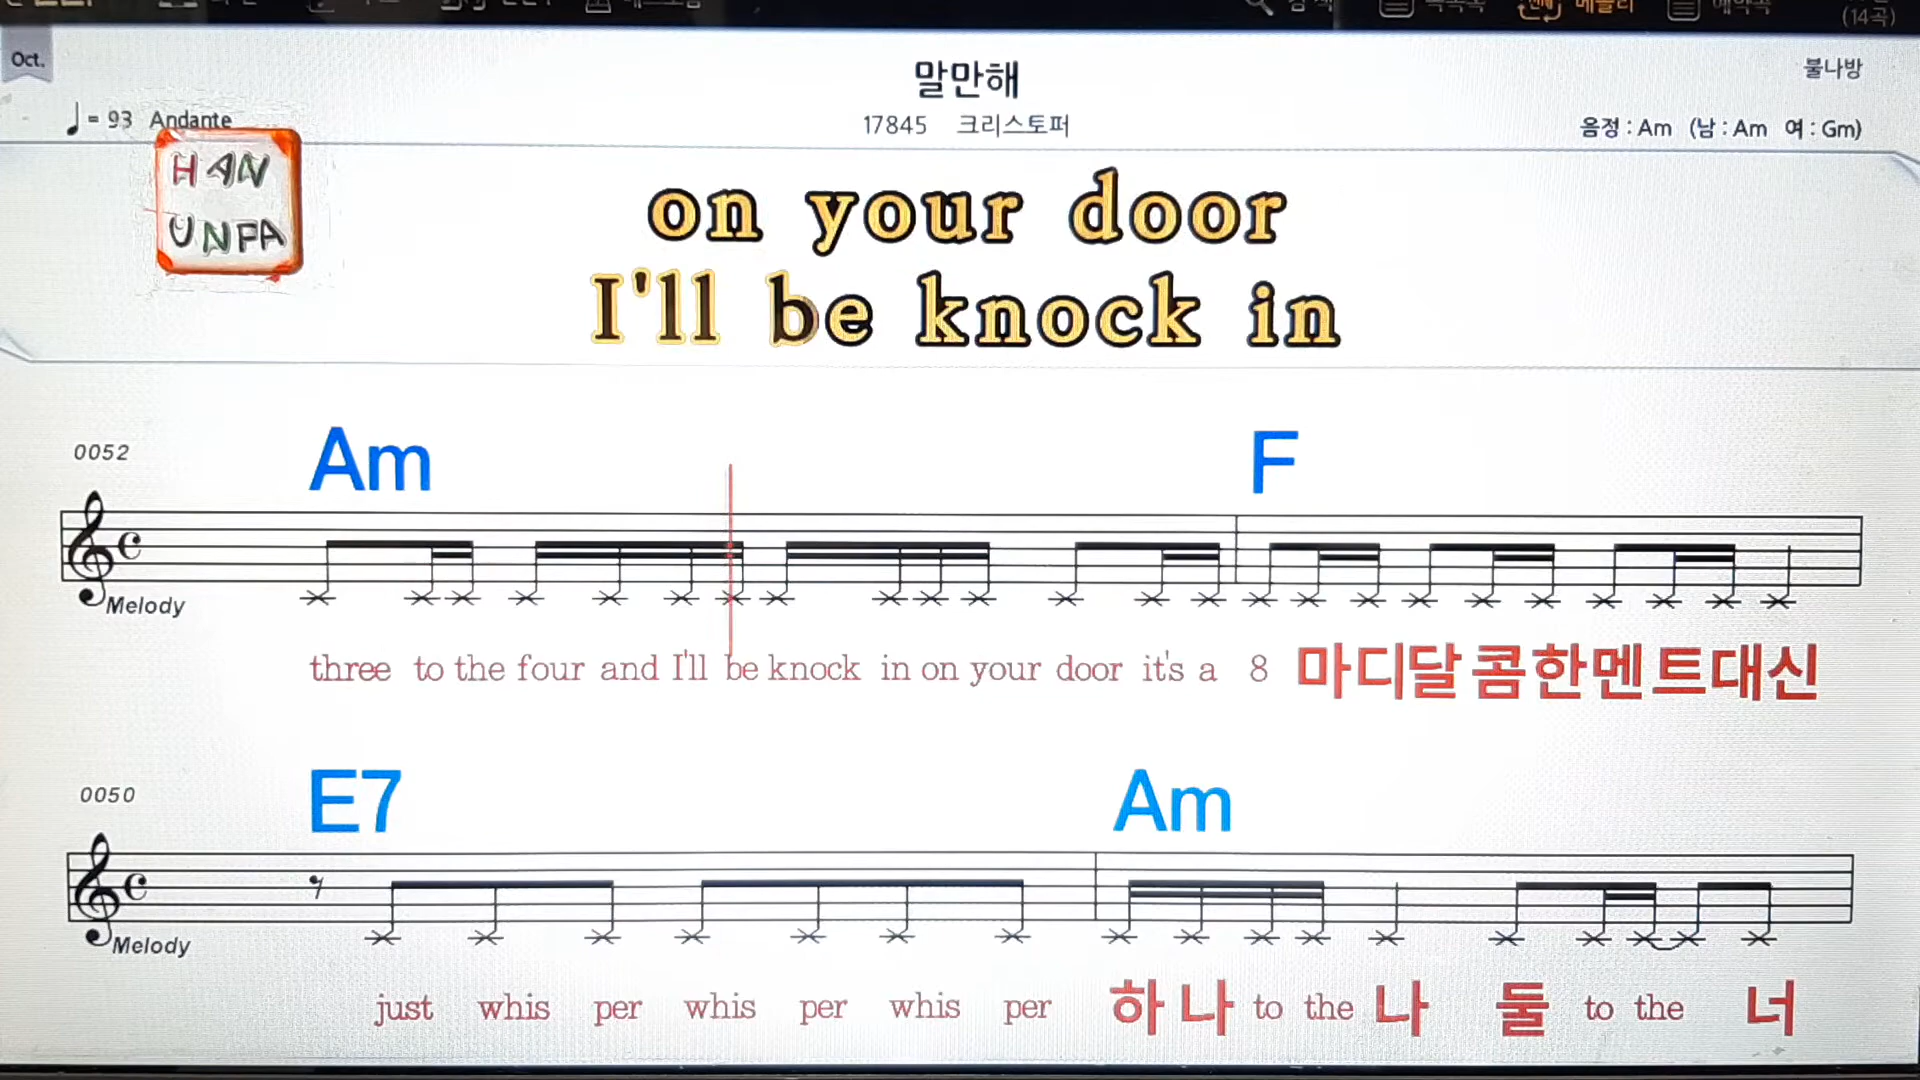 (14곡)
Oct.
말만해
불나방
= 93 Andante
17845 크리스토퍼
음정 : Am (남 : Am 여 : Gm)
HAN
UNFA
on your door
I'll be knock in
0052
Am F
Melody
three to the four and I'll be knock in on your door it's a 8 마디달콤한멘트대신
0050
E7 Am
Melody
just whis per whis per whis per 하나 to the 나 둘 to the 너